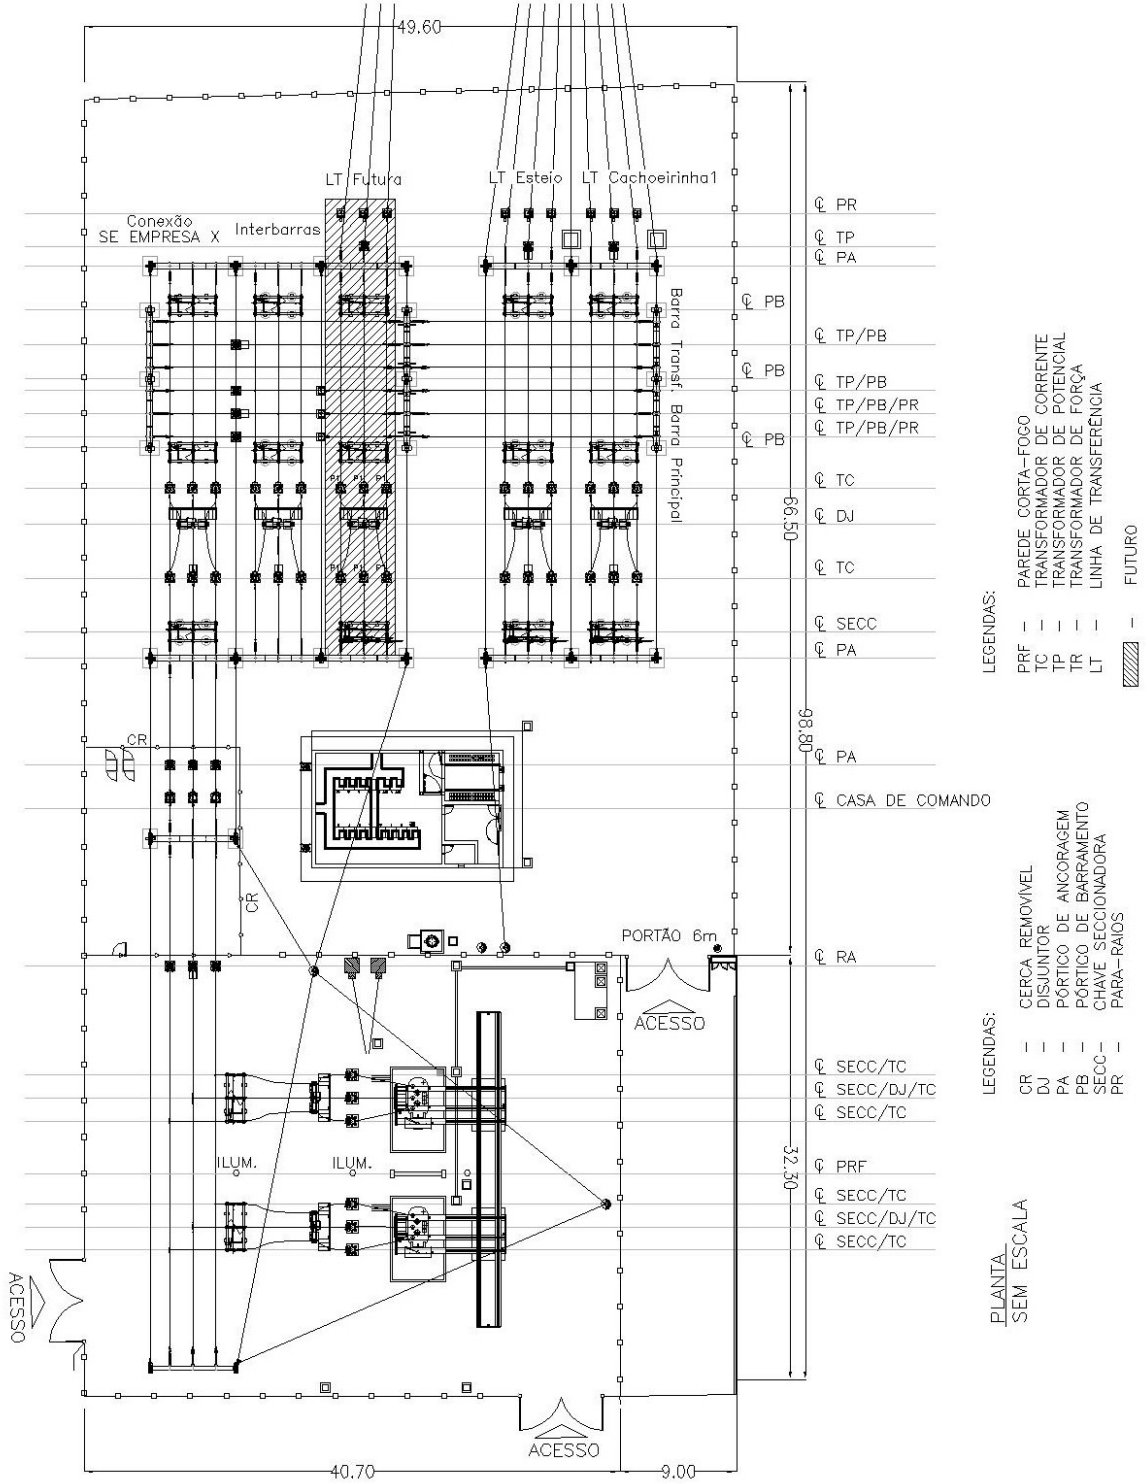 49.60
LT Futura
LT Esteio
LT Cachoeirinha1
Conexão
SE EMPRESA X
Interbarras
℄ PR
℄ TP
℄ PA
℄ PB
℄ TP/PB
℄ PB
℄ TP/PB
℄ TP/PB/PR
℄ TP/PB/PR
℄ PB
Barra Transf.
Barra Principal
℄ TC
℄ DJ
℄ TC
℄ SECC
℄ PA
P1
P1
P1
P1
66.50
98.80
CR
CR
℄ PA
℄ CASA DE COMANDO
PORTÃO 6m
℄ RA
ACESSO
℄ SECC/TC
℄ SECC/DJ/TC
℄ SECC/TC
ILUM.
ILUM.
℄ PRF
32.30
℄ SECC/TC
℄ SECC/DJ/TC
℄ SECC/TC
ACESSO
ACESSO
40.70
9.00
LEGENDAS:
PRF – PAREDE CORTA–FOGO
TC – TRANSFORMADOR DE CORRENTE
TP – TRANSFORMADOR DE POTENCIAL
TR – TRANSFORMADOR DE FORÇA
LT – LINHA DE TRANSFERÊNCIA
– FUTURO
LEGENDAS:
CR – CERCA REMOVÍVEL
DJ – DISJUNTOR
PA – PÓRTICO DE ANCORAGEM
PB – PÓRTICO DE BARRAMENTO
SECC– CHAVE SECCIONADORA
PR – PARA–RAIOS
PLANTA
SEM ESCALA